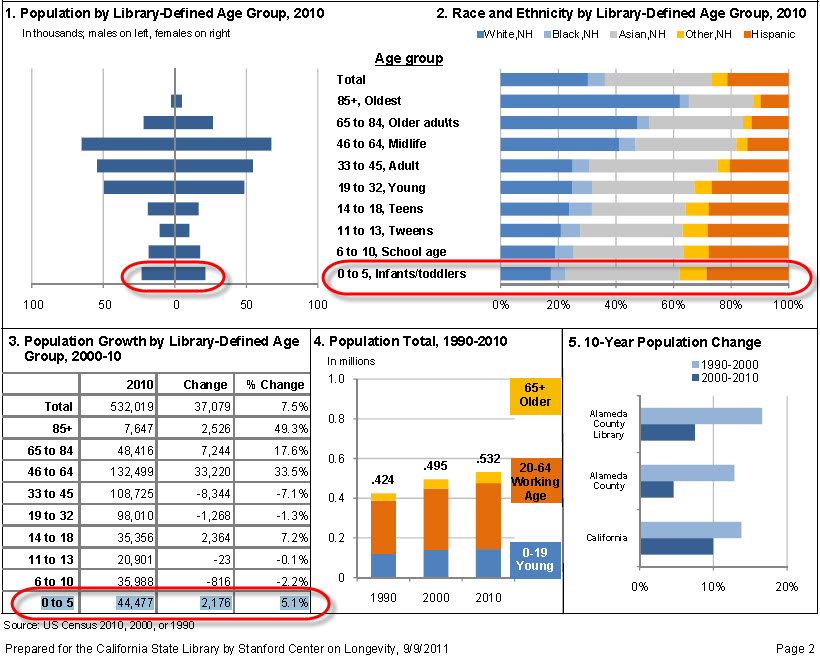 1. Population by Library-Defined Age Group, 2010
In thousands; males on left, females on right
100 50 0 50 100
2. Race and Ethnicity by Library-Defined Age Group, 2010
White,NH Black,NH Asian,NH Other,NH Hispanic
Age group
Total
85+, Oldest
65 to 84, Older adults
46 to 64, Midlife
33 to 45, Adult
19 to 32, Young
14 to 18, Teens
11 to 13, Tweens
6 to 10, School age
0 to 5, Infants/toddlers
0% 20% 40% 60% 80% 100%
3. Population Growth by Library-Defined Age
Group, 2000-10
2010 Change % Change
Total 532,019 37,079 7.5%
85+ 7,647 2,526 49.3%
65 to 84 48,416 7,244 17.6%
46 to 64 132,499 33,220 33.5%
33 to 45 108,725 -8,344 -7.1%
19 to 32 98,010 -1,268 -1.3%
14 to 18 35,356 2,364 7.2%
11 to 13 20,901 -23 -0.1%
6 to 10 35,988 -816 -2.2%
0 to 5 44,477 2,176 5.1%
4. Population Total, 1990-2010
In millions
1.0
0.8
0.6
0.4
0.2
0
.424 .495 .532
65+
Older
20-64
Working
Age
0-19
Young
1990 2000 2010
5. 10-Year Population Change
1990-2000
2000-2010
Alameda
County
Library
Alameda
County
California
0% 10% 20%
Source: US Census 2010, 2000, or 1990
Prepared for the California State Library by Stanford Center on Longevity, 9/9/2011 Page 2